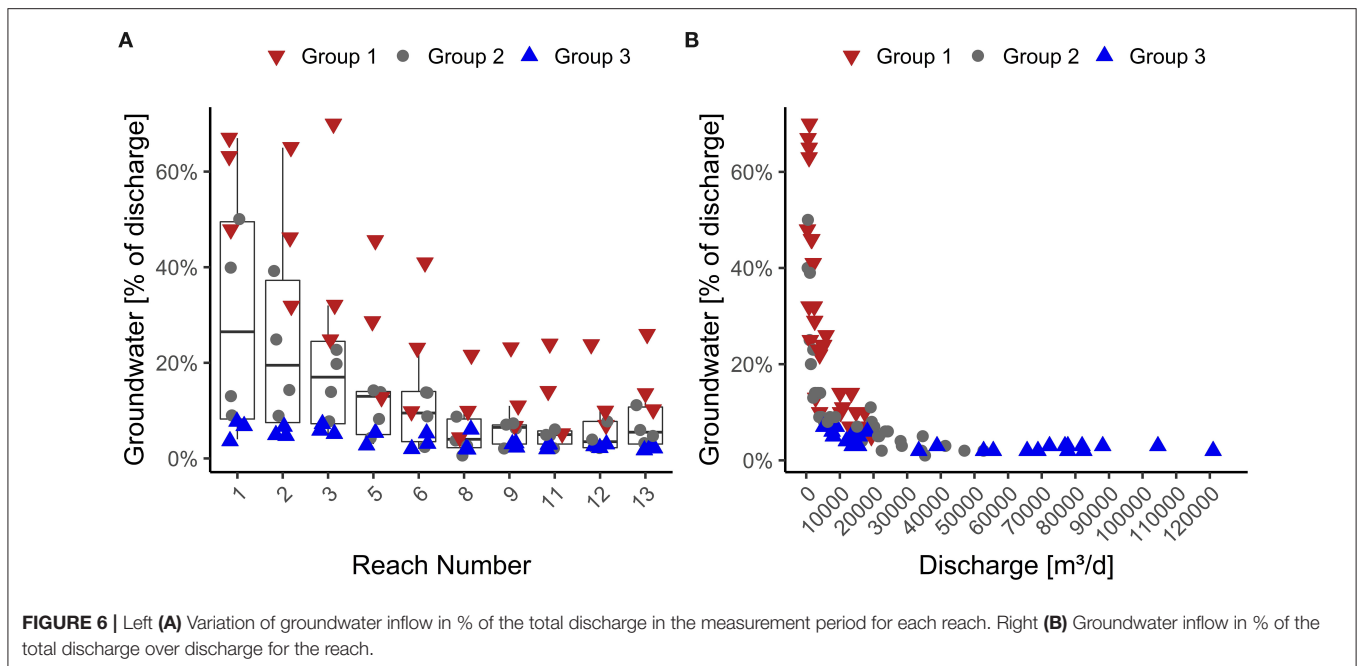 A
Group 1 Group 2 Group 3
Groundwater [% of discharge]
60%
40%
20%
0%
1 2 3 5 6 8 9 11 12 13
Reach Number
B
Group 1 Group 2 Group 3
Groundwater [% of discharge]
60%
40%
20%
0%
0 10000 20000 30000 40000 50000 60000 70000 80000 90000 100000 110000 120000
Discharge [m³/d]
FIGURE 6 | Left (A) Variation of groundwater inflow in % of the total discharge in the measurement period for each reach. Right (B) Groundwater inflow in % of the
total discharge over discharge for the reach.